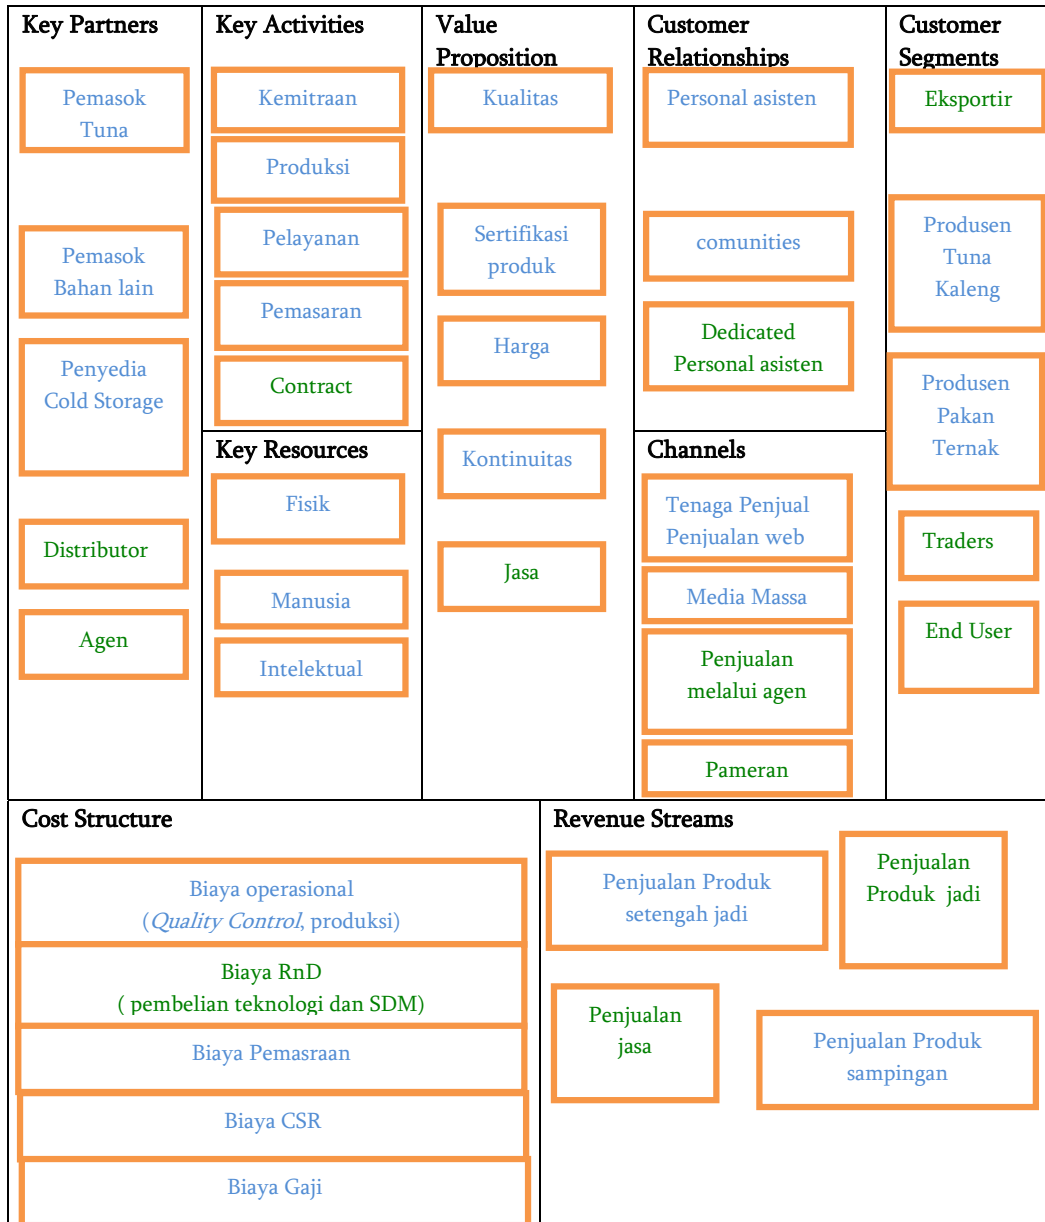 Key Partners
Pemasok
Tuna
Pemasok
Bahan lain
Penyedia
Cold Storage
Distributor
Agen
Key Activities
Kemitraan
Produksi
Pelayanan
Pemasaran
Contract
Key Resources
Fisik
Manusia
Intelektual
Value
Proposition
Kualitas
Sertifikasi
produk
Harga
Kontinuitas
Jasa
Customer
Relationships
Personal asisten
comunities
Dedicated
Personal asisten
Channels
Tenaga Penjual
Penjualan web
Media Massa
Penjualan
melalui agen
Pameran
Customer
Segments
Eksportir
Produsen
Tuna
Kaleng
Produsen
Pakan
Ternak
Traders
End User
Cost Structure
Biaya operasional
(Quality Control, produksi)
Biaya RnD
( pembelian teknologi dan SDM)
Biaya Pemasraan
Biaya CSR
Biaya Gaji
Revenue Streams
Penjualan Produk
setengah jadi
Penjualan
Produk jadi
Penjualan
jasa
Penjualan Produk
sampingan